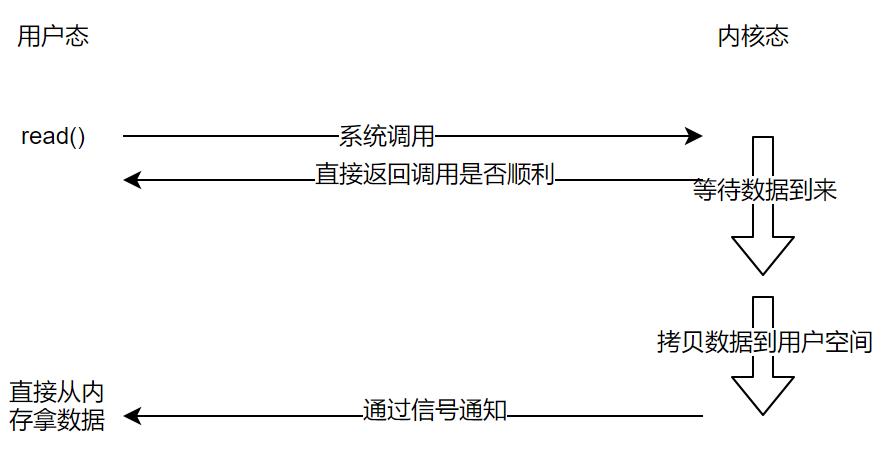 用户态
内核态
read()
系统调用
直接返回调用是否顺利
等待数据到来
拷贝数据到用户空间
直接从内
存拿数据
通过信号通知